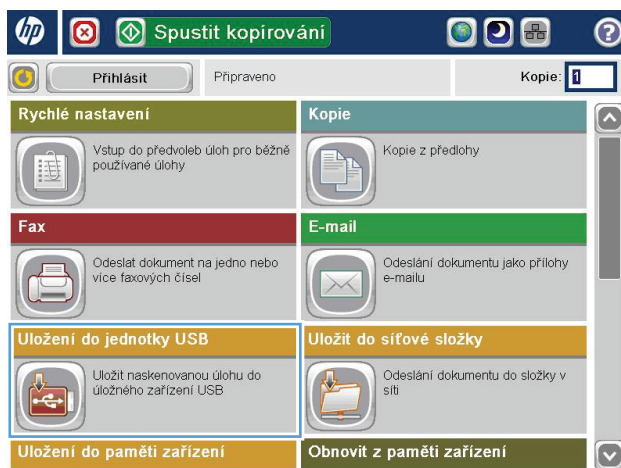 hp
Spustit kopírování
?
Přihlásit
Připraveno
Kopie: 1
Rychlé nastavení
Kopie
Vstup do předvoleb úloh pro běžně
používané úlohy
Kopie z předlohy
Fax
E-mail
Odeslat dokument na jedno nebo
více faxových čísel
Odeslání dokumentu jako přílohy
e-mailu
Uložení do jednotky USB
Uložit do síťové složky
Uložit naskenovanou úlohu do
úložného zařízení USB
Odeslání dokumentu do složky v
síti
Uložení do paměti zařízení
Obnovit z paměti zařízení